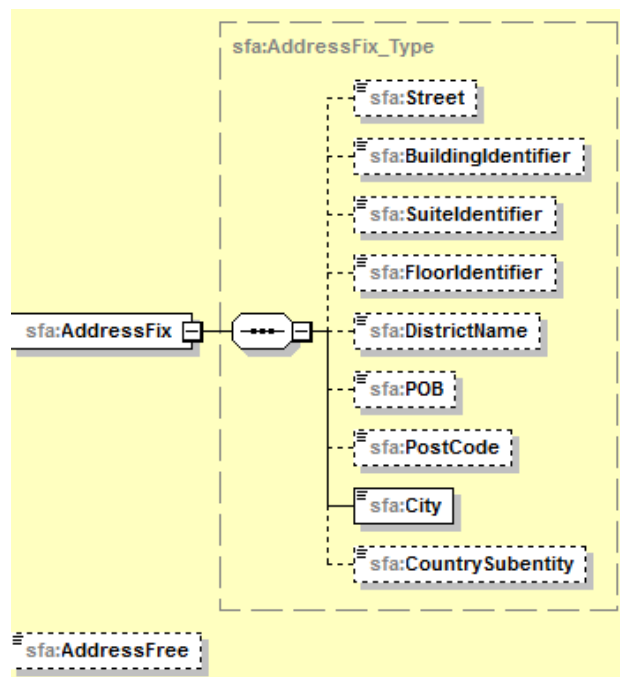 sfa:AddressFix_Type
sfa:Street
sfa:BuildingIdentifier
sfa:SuiteIdentifier
sfa:FloorIdentifier
sfa:AddressFix
sfa:DistrictName
sfa:POB
sfa:PostCode
sfa:City
sfa:CountrySubentity
sfa:AddressFree